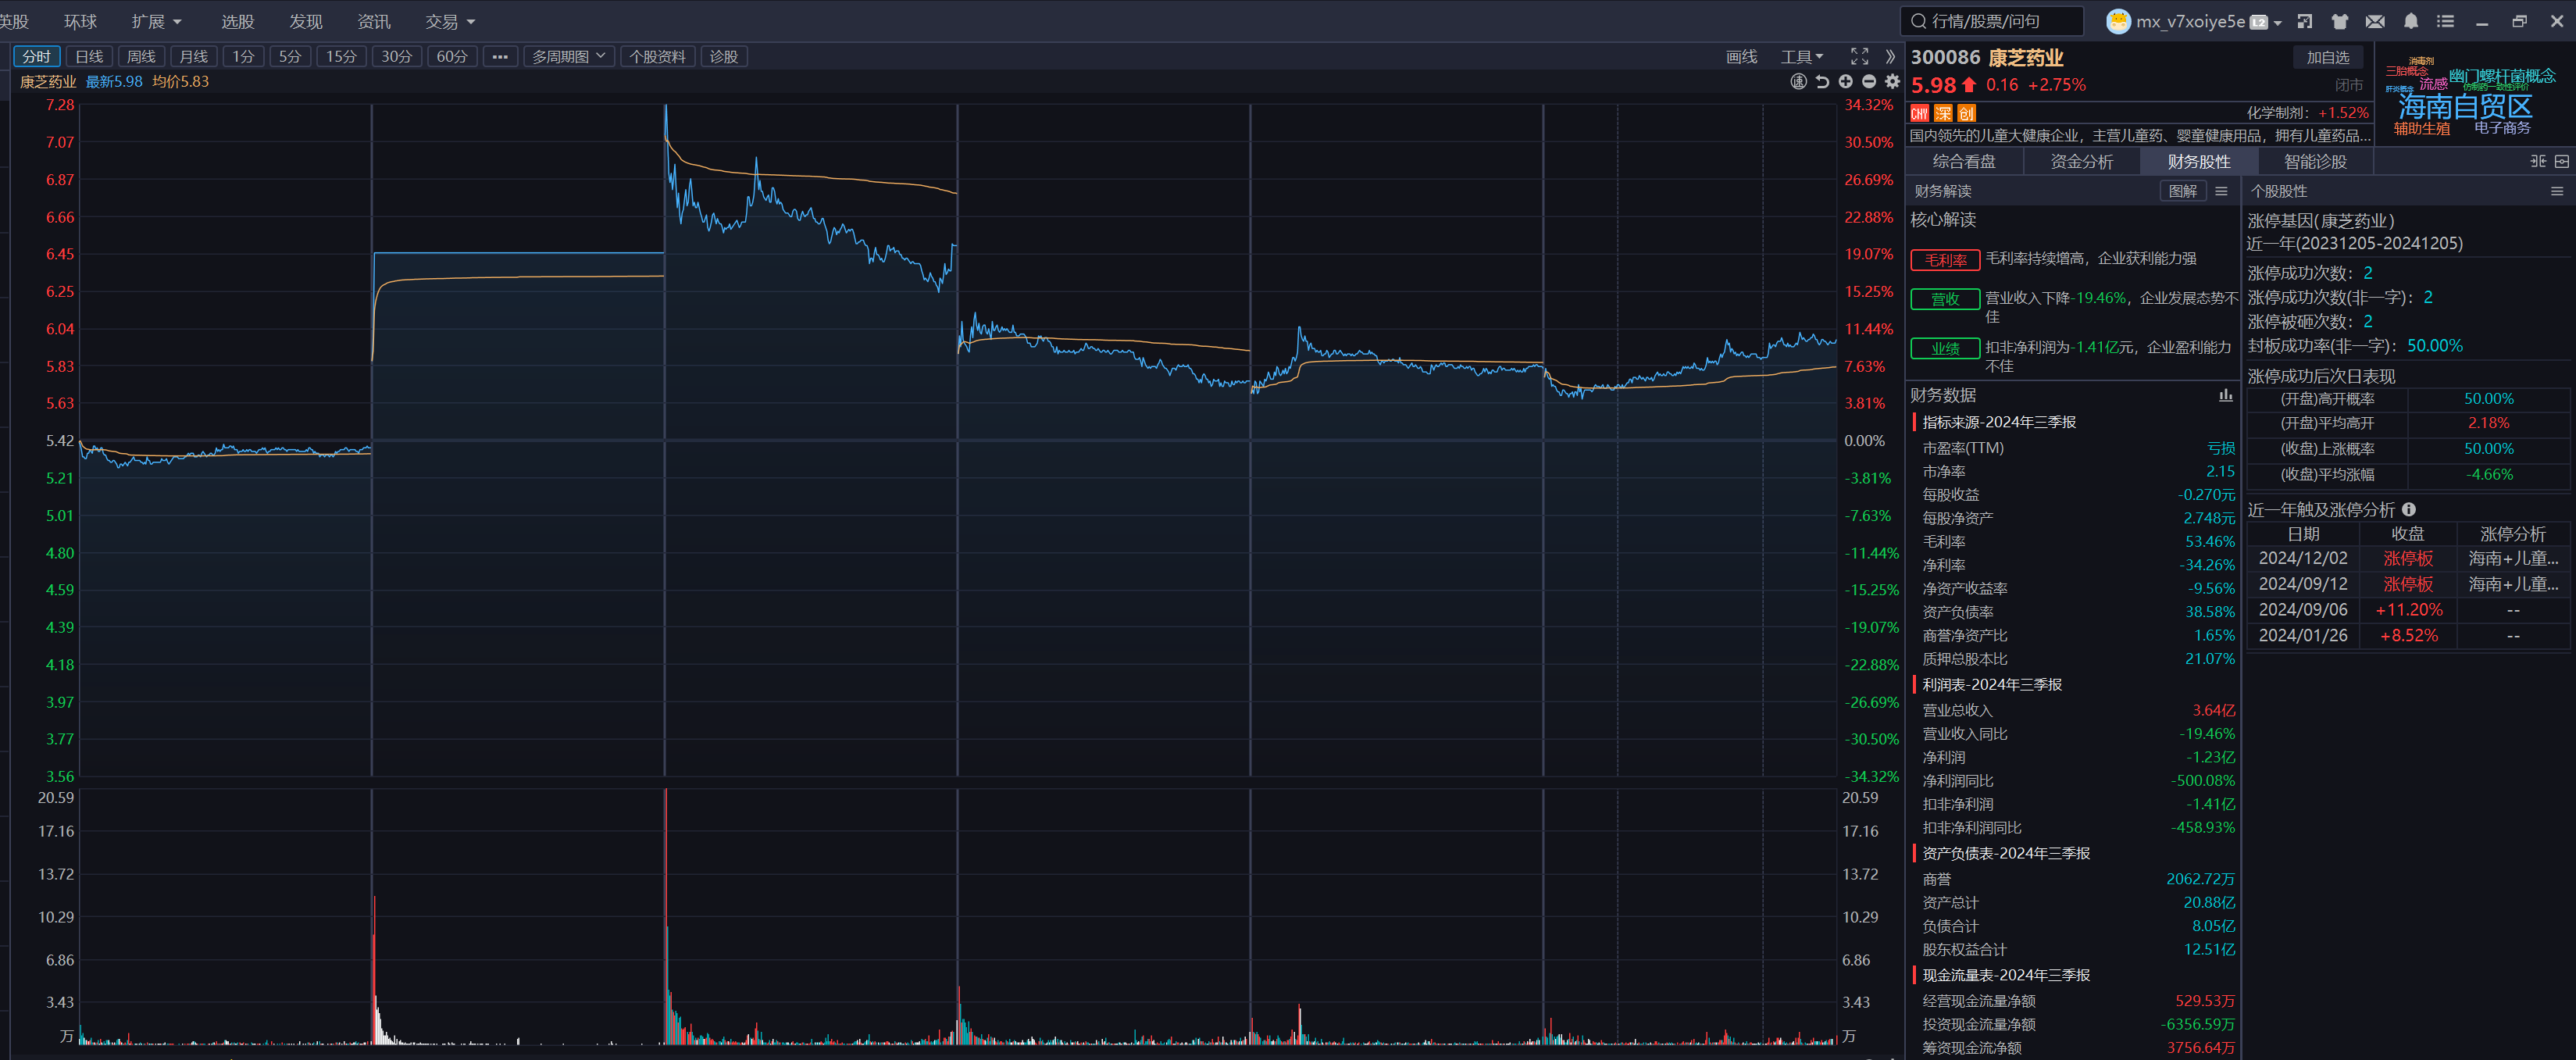 英股 环球 扩展 选股 发现 资讯 交易
行情/股票/问句
mx_v7xoiye5e L2
分时 日线 周线 月线 1分 5分 15分 30分 60分 ••• 多周期图 个股资料 诊股
画线 工具
康芝药业 最新5.98 均价5.83
速
7.28 34.32%
7.07 30.50%
6.87 26.69%
6.66 22.88%
6.45 19.07%
6.25 15.25%
6.04 11.44%
5.83 7.63%
5.63 3.81%
5.42 0.00%
5.21 -3.81%
5.01 -7.63%
4.80 -11.44%
4.59 -15.25%
4.39 -19.07%
4.18 -22.88%
3.97 -26.69%
3.77 -30.50%
3.56 -34.32%
20.59 20.59
17.16 17.16
13.72 13.72
10.29 10.29
6.86 6.86
3.43 3.43
万 万
300086 康芝药业
加自选
5.98 0.16 +2.75%
闭市
CNY 深 创
化学制剂： +1.52%
国内领先的儿童大健康企业，主营儿童药、婴童健康用品，拥有儿童药品...
消毒剂
三胎概念
幽门螺杆菌概念
流感
仿制药一致性评价
肝炎概念
海南自贸区
辅助生殖
电子商务
综合看盘 资金分析 财务股性 智能诊股
财务解读 图解
核心解读
毛利率 毛利率持续增高，企业获利能力强
营收 营业收入下降-19.46%，企业发展态势不
佳
业绩 扣非净利润为-1.41亿元，企业盈利能力
不佳
财务数据
指标来源-2024年三季报
市盈率(TTM) 亏损
市净率 2.15
每股收益 -0.270元
每股净资产 2.748元
毛利率 53.46%
净利率 -34.26%
净资产收益率 -9.56%
资产负债率 38.58%
商誉净资产比 1.65%
质押总股本比 21.07%
利润表-2024年三季报
营业总收入 3.64亿
营业收入同比 -19.46%
净利润 -1.23亿
净利润同比 -500.08%
扣非净利润 -1.41亿
扣非净利润同比 -458.93%
资产负债表-2024年三季报
商誉 2062.72万
资产总计 20.88亿
负债合计 8.05亿
股东权益合计 12.51亿
现金流量表-2024年三季报
经营现金流量净额 529.53万
投资现金流量净额 -6356.59万
筹资现金流净额 3756.64万
个股股性
涨停基因(康芝药业)
近一年(20231205-20241205)
涨停成功次数：2
涨停成功次数(非一字)：2
涨停被砸次数：2
封板成功率(非一字)：50.00%
涨停成功后次日表现
(开盘)高开概率 50.00%
(开盘)平均高开 2.18%
(收盘)上涨概率 50.00%
(收盘)平均涨幅 -4.66%
近一年触及涨停分析
日期 收盘 涨停分析
2024/12/02 涨停板 海南+儿童...
2024/09/12 涨停板 海南+儿童...
2024/09/06 +11.20% --
2024/01/26 +8.52% --